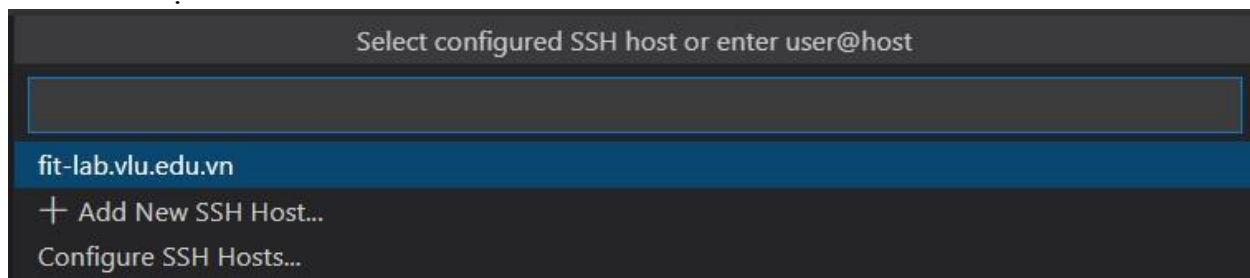 Select configured SSH host or enter user@host
fit-lab.vlu.edu.vn
+ Add New SSH Host...
Configure SSH Hosts...